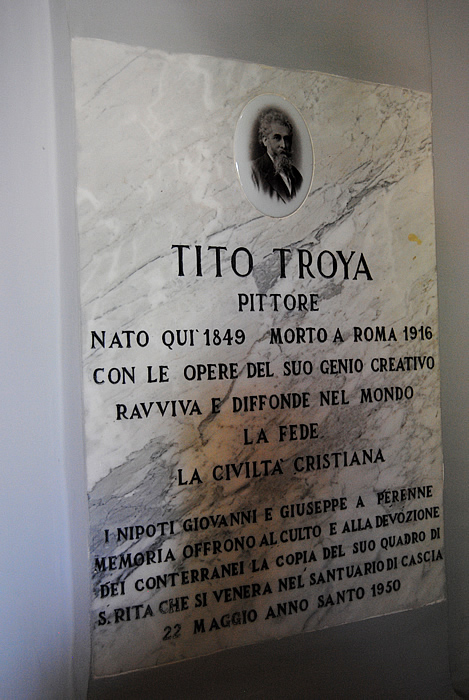 TITO TROYA
PITTORE
NATO QUI' 1849 MORTO A ROMA 1916
CON LE OPERE DEL SUO GENIO CREATIVO
RAVVIVA E DIFFONDE NEL MONDO
LA FEDE
LA CIVILTA' CRISTIANA
I NIPOTI GIOVANNI E GIUSEPPE A PERENNE
MEMORIA OFFRONO AL CULTO E ALLA DEVOZIONE
DEI CONTERRANEI LA COPIA DEL SUO QUADRO DI
S. RITA CHE SI VENERA NEL SANTUARIO DI CASCIA
22 MAGGIO ANNO SANTO 1950